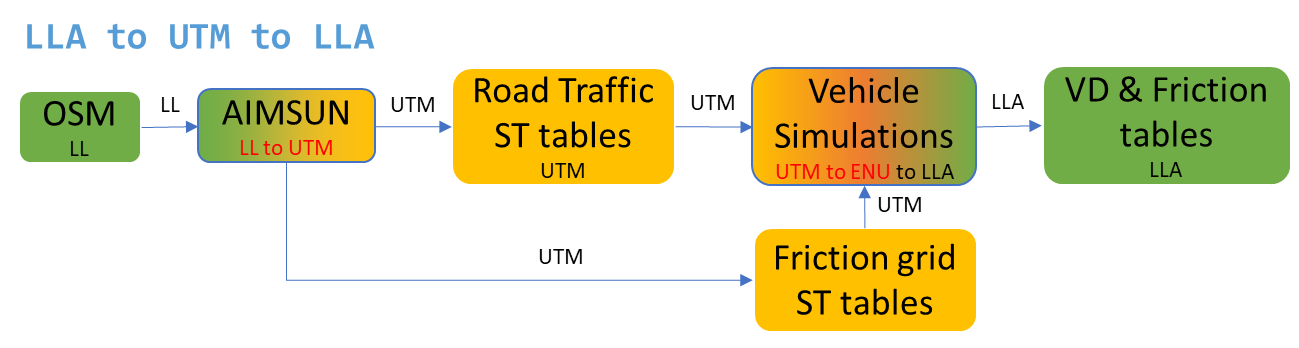 LLA to UTM to LLA
OSM
LL
LL
AIMSUN
LL to UTM
UTM
Road Traffic
ST tables
UTM
UTM
Vehicle
Simulations
UTM to ENU to LLA
LLA
VD & Friction
tables
LLA
UTM
UTM
Friction grid
ST tables